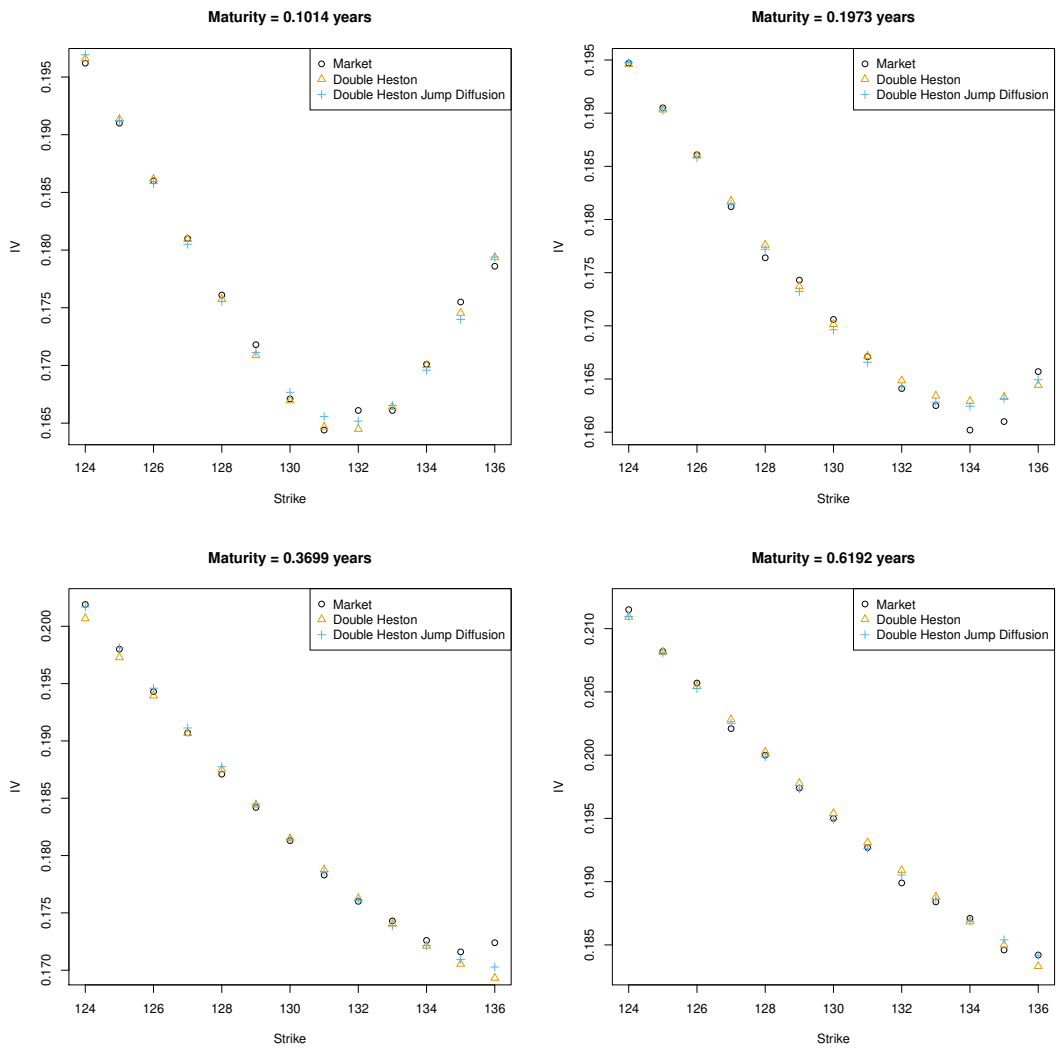 Maturity = 0.1014 years
IV
0.195
0.190
0.185
0.180
0.175
0.170
0.165
Market
Double Heston
Double Heston Jump Diffusion
124 126 128 130 132 134 136
Strike
Maturity = 0.1973 years
IV
0.195
0.190
0.185
0.180
0.175
0.170
0.165
0.160
Market
Double Heston
Double Heston Jump Diffusion
124 126 128 130 132 134 136
Strike
Maturity = 0.3699 years
IV
0.200
0.195
0.190
0.185
0.180
0.175
0.170
Market
Double Heston
Double Heston Jump Diffusion
124 126 128 130 132 134 136
Strike
Maturity = 0.6192 years
IV
0.210
0.205
0.200
0.195
0.190
0.185
Market
Double Heston
Double Heston Jump Diffusion
124 126 128 130 132 134 136
Strike